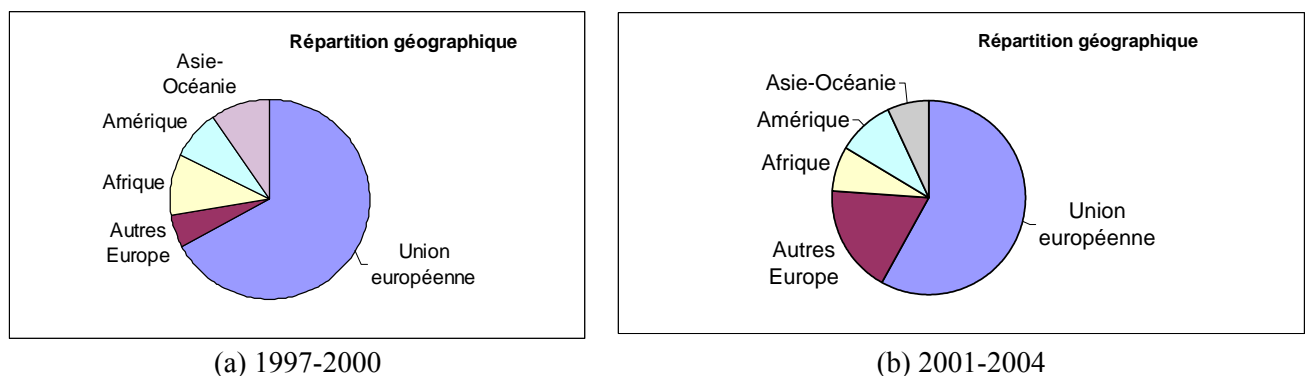 Répartition géographique
Asie-
Océanie
Amérique
Afrique
Autres
Europe
Union
européenne
(a) 1997-2000
Répartition géographique
Asie-Océanie
Amérique
Afrique
Autres
Europe
Union
européenne
(b) 2001-2004